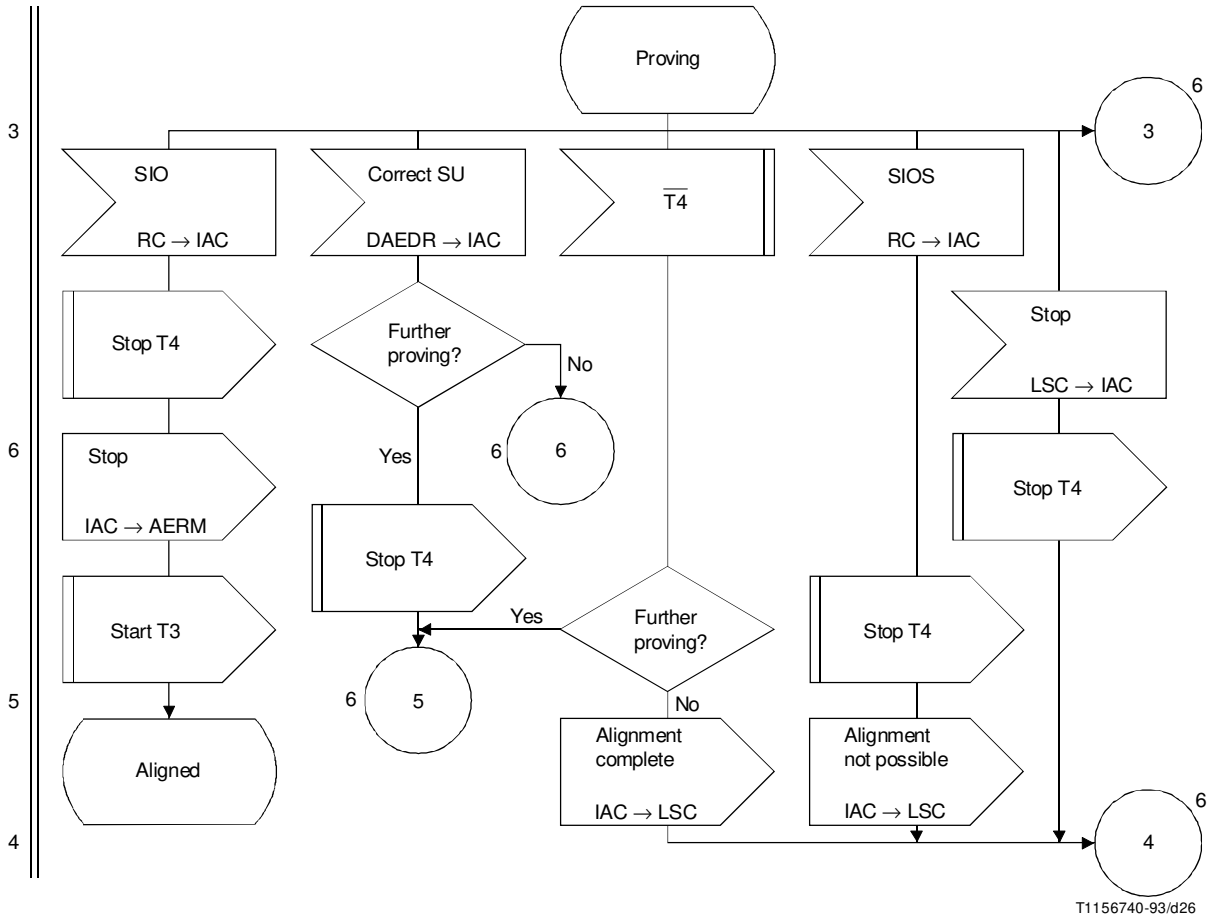 Proving
6
3
3
SIO
RC → IAC
Correct SU
DAEDR → IAC
T4
SIOS
RC → IAC
Stop T4
Further
proving?
No
Stop
LSC → IAC
6
Stop
IAC → AERM
Yes
6
6
Stop T4
Stop T4
Start T3
Yes
Further
proving?
Stop T4
5
6
5
No
Aligned
Alignment
complete
IAC → LSC
Alignment
not possible
IAC → LSC
6
4
4
T1156740-93/d26